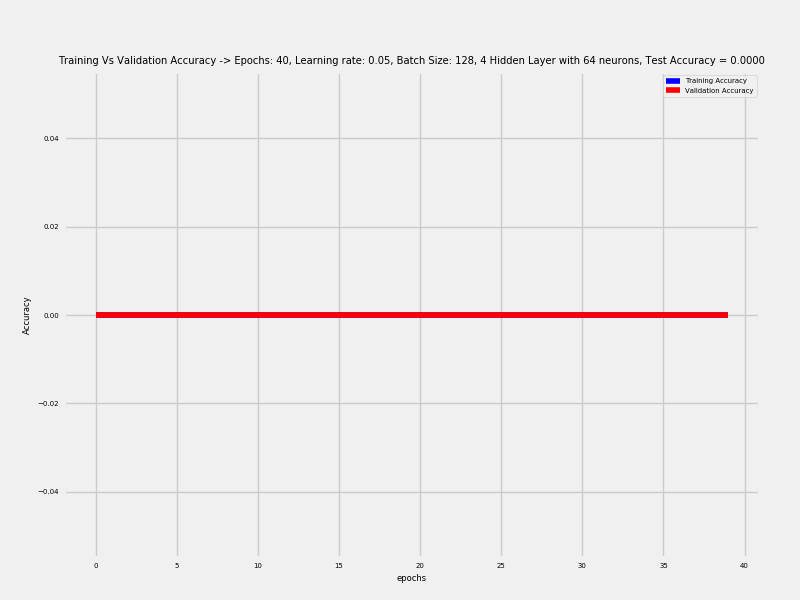 Training Vs Validation Accuracy -> Epochs: 40, Learning rate: 0.05, Batch Size: 128, 4 Hidden Layer with 64 neurons, Test Accuracy = 0.0000
Training Accuracy
Validation Accuracy
0.04
0.02
0.00
−0.02
−0.04
Accuracy
0 5 10 15 20 25 30 35 40
epochs